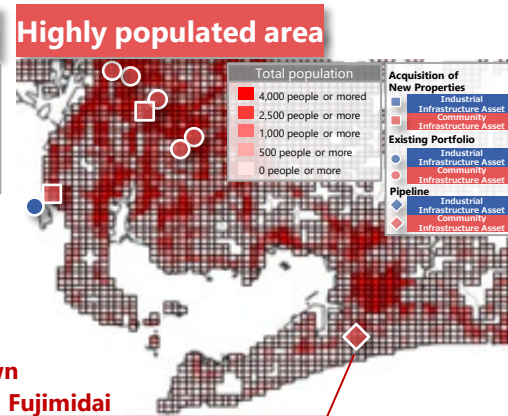 Highly populated area
Total population
4,000 people or mored
2,500 people or more
1,000 people or more
500 people or more
0 people or more
Acquisition of
New Properties
Industrial
Infrastructure Asset
Community
Infrastructure Asset
Existing Portfolio
Industrial
Infrastructure Asset
Community
Infrastructure Asset
Pipeline
Industrial
Infrastructure Asset
Community
Infrastructure Asset
Fujimidai